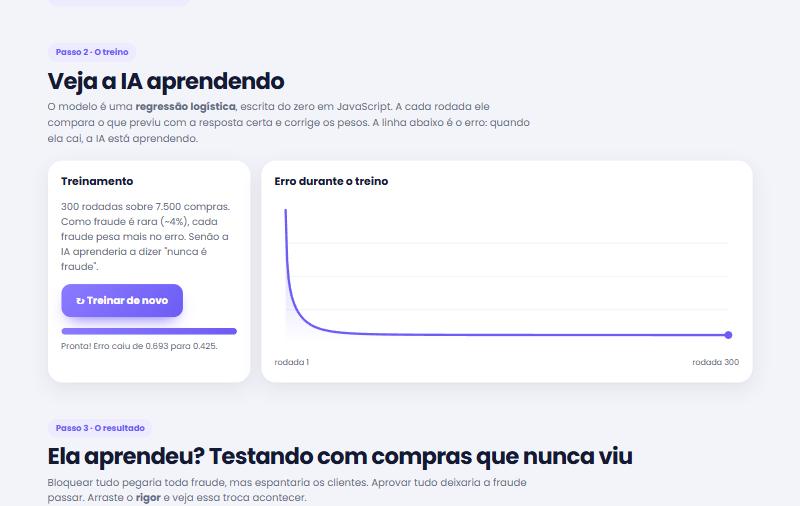 Passo 2 · O treino
Veja a IA aprendendo
O modelo é uma regressão logística, escrita do zero em JavaScript. A cada rodada ele
compara o que previu com a resposta certa e corrige os pesos. A linha abaixo é o erro: quando
ela cai, a IA está aprendendo.
Treinamento
300 rodadas sobre 7.500 compras.
Como fraude é rara (~4%), cada
fraude pesa mais no erro. Senão a
IA aprenderia a dizer "nunca é
fraude".
↻ Treinar de novo
Pronta! Erro caiu de 0.693 para 0.425.
Erro durante o treino
rodada 1
rodada 300
Passo 3 · O resultado
Ela aprendeu? Testando com compras que nunca viu
Bloquear tudo pegaria toda fraude, mas espantaria os clientes. Aprovar tudo deixaria a fraude
passar. Arraste o rigor e veja essa troca acontecer.